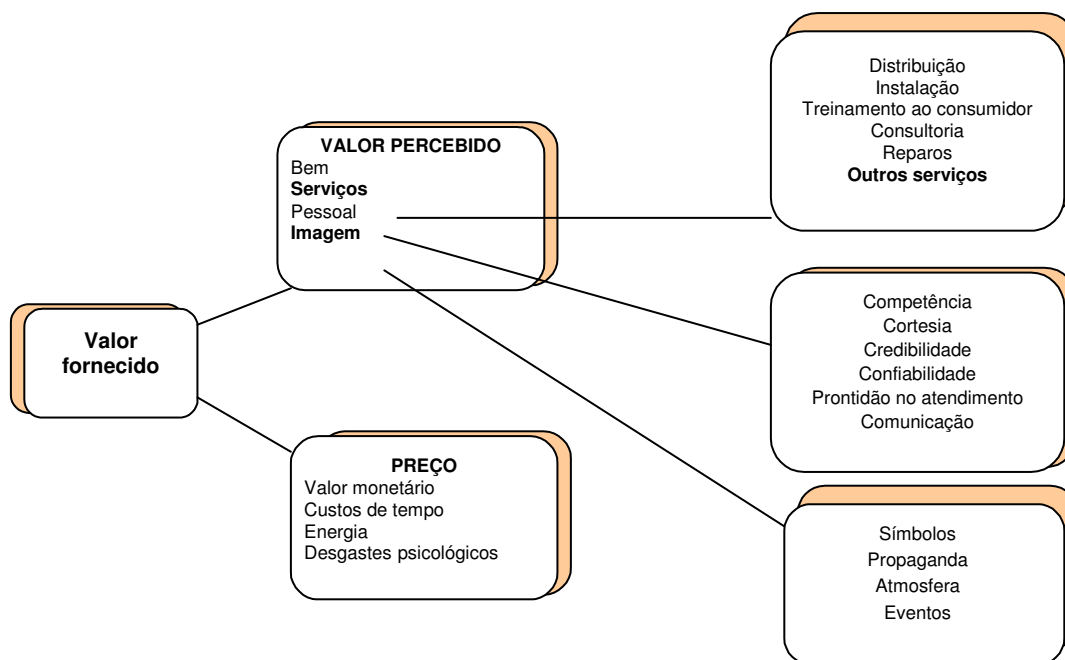 Valor
fornecido
VALOR PERCEBIDO
Bem
Serviços
Pessoal
Imagem
PREÇO
Valor monetário
Custos de tempo
Energia
Desgastes psicológicos
Distribuição
Instalação
Treinamento ao consumidor
Consultoria
Reparos
Outros serviços
Competência
Cortesia
Credibilidade
Confiabilidade
Prontidão no atendimento
Comunicação
Símbolos
Propaganda
Atmosfera
Eventos